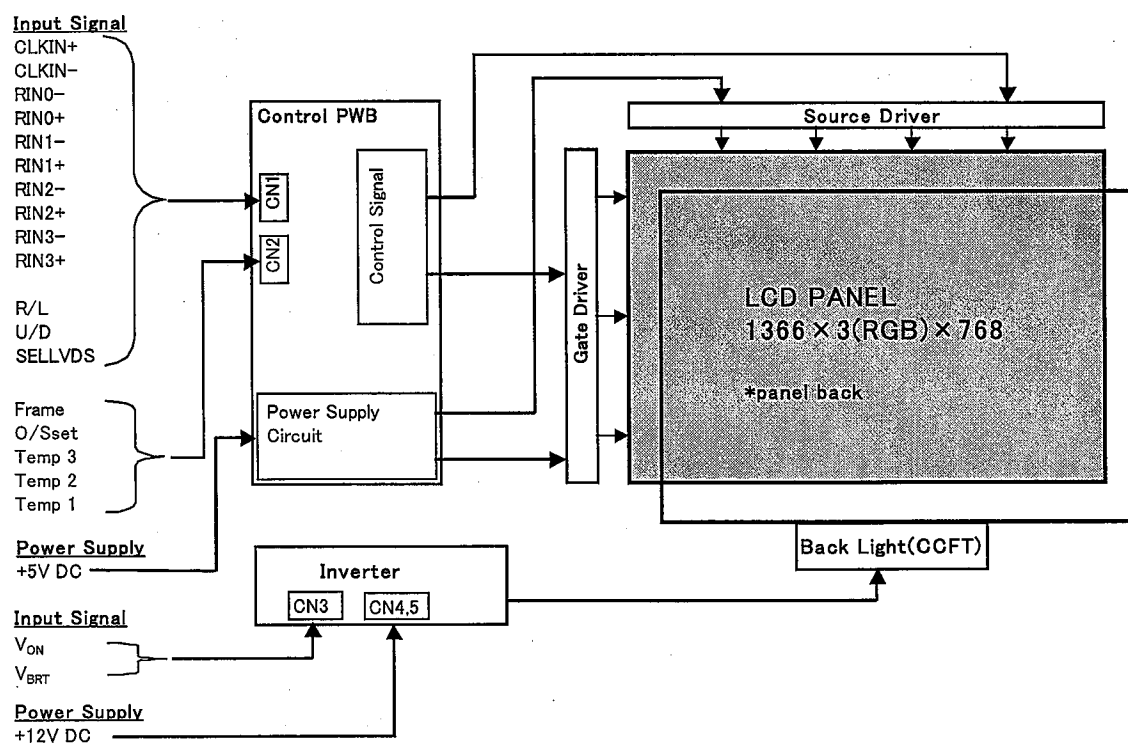 Input Signal
CLKIN+
CLKIN-
RIN0-
RIN0+
RIN1-
RIN1+
RIN2-
RIN2+
RIN3-
RIN3+
R/L
U/D
SELLVDS
Frame
O/Sset
Temp 3
Temp 2
Temp 1
Power Supply
+5V DC
Input Signal
VON
VBRT
Power Supply
+12V DC
Control PWB
CN1
CN2
Control Signal
Power Supply
Circuit
Inverter
CN3
CN4,5
Gate Driver
Source Driver
LCD PANEL
1366×3(RGB)×768
*panel back
Back Light(CCFT)